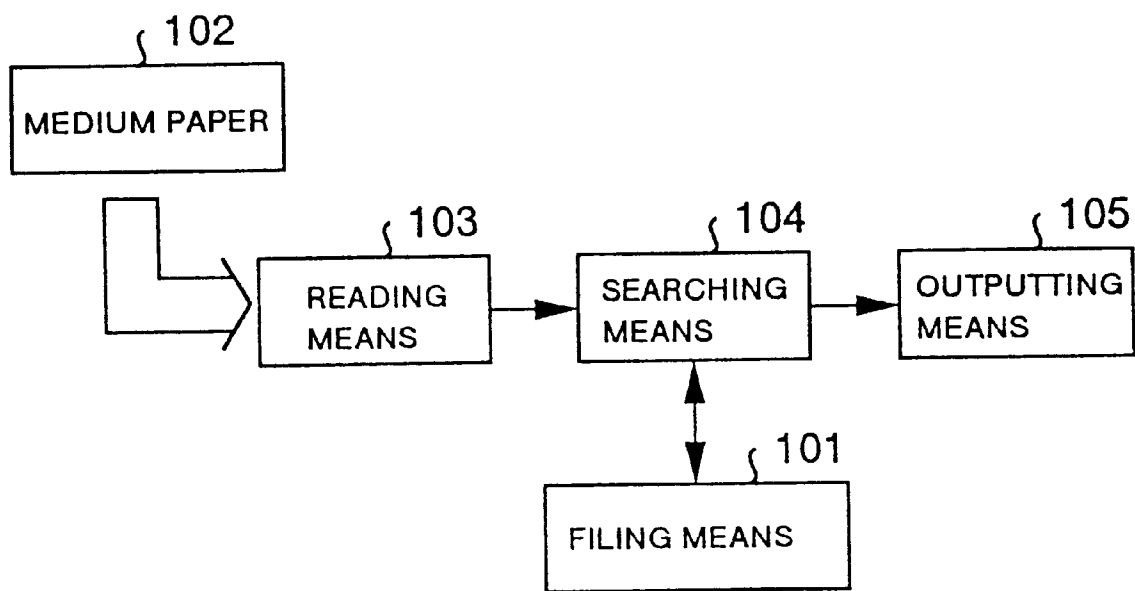 102
MEDIUM PAPER
103
READING
MEANS
104
SEARCHING
MEANS
105
OUTPUTTING
MEANS
101
FILING MEANS